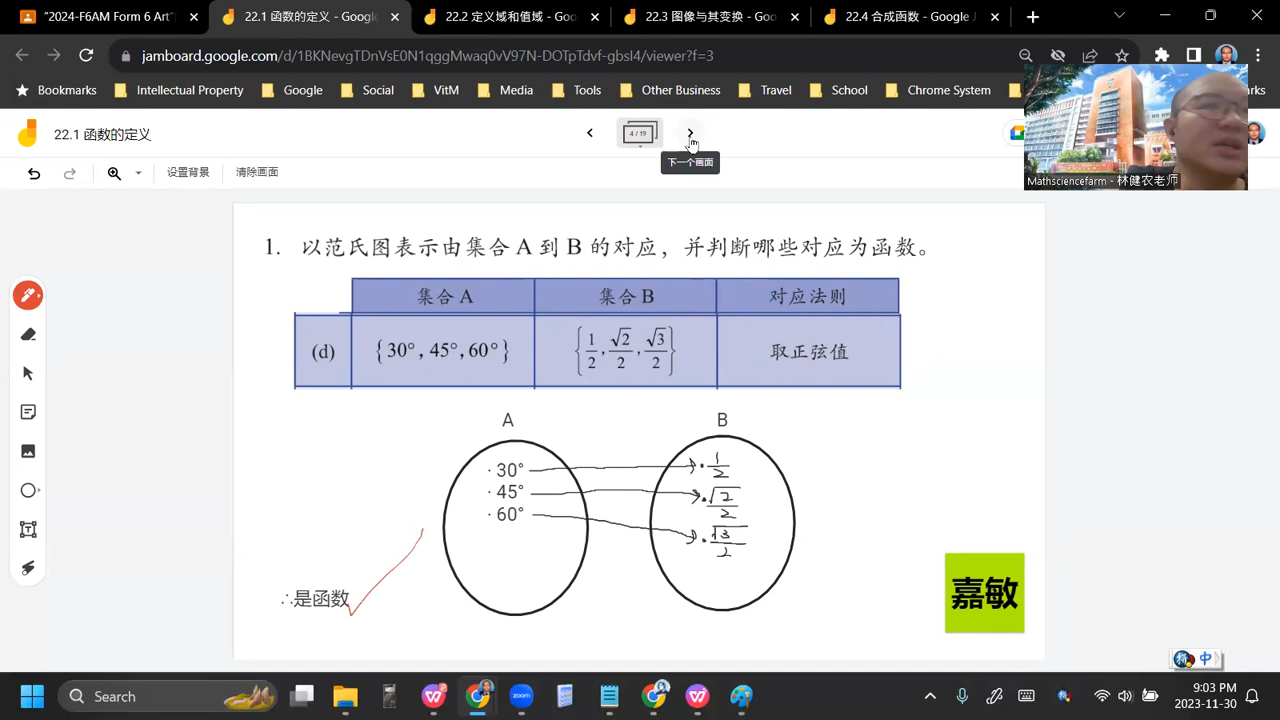 "2024-F6AM Form 6 Art"
22.1 函数的定义 - Google
22.2 定义域和值域 - Goo
22.3 图像与其变换 - Goog
22.4 合成函数 - Google J
jamboard.google.com/d/1BKNevgTDnVsE0N1qggMwaq0vV97N-DOTpTdvf-gbsI4/viewer?f=3
Bookmarks Intellectual Property Google Social VitM Media Tools Other Business Travel School Chrome System
22.1 函数的定义
4 / 19
下一个画面
设置背景 清除画面
Mathsciencefarm - 林健农老师
1. 以范氏图表示由集合 A 到 B 的对应，并判断哪些对应为函数。
集合 A 集合 B 对应法则
(d) {30°, 45°, 60°} {1/2, √2/2, √3/2} 取正弦值
A B
· 30° · 1/2
· 45° · √2/2
· 60° · √3/2
∴是函数
嘉敏
中
Search
9:03 PM
2023-11-30